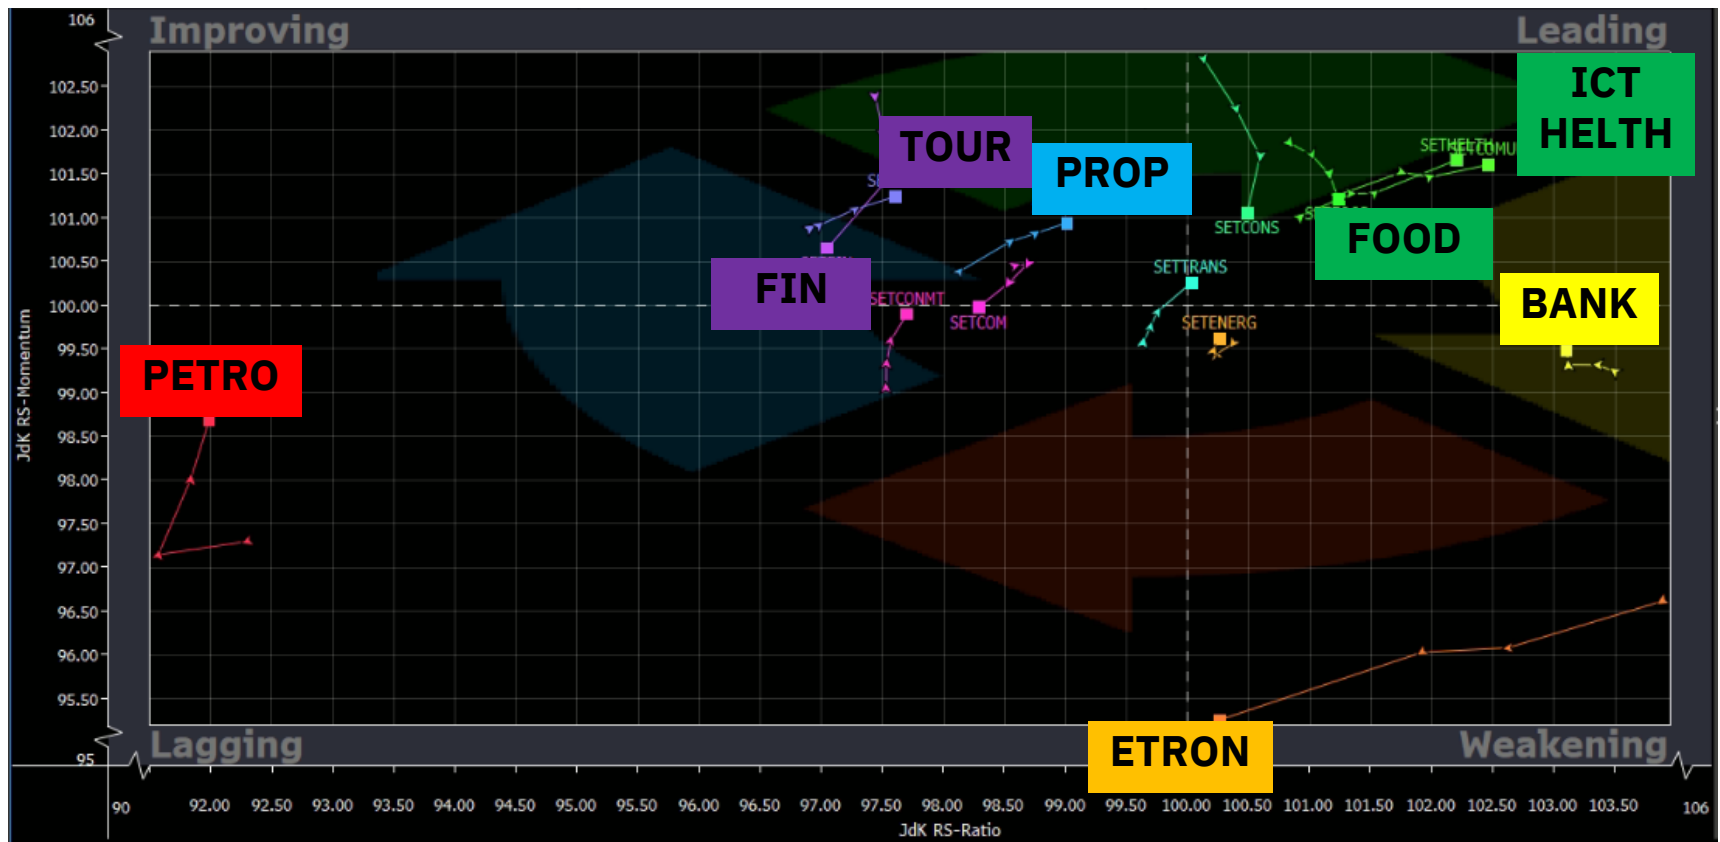 106
Improving
Leading
102.50
102.00
101.50
101.00
100.50
100.00
99.50
99.00
98.50
98.00
97.50
97.00
96.50
96.00
95.50
95
JdK RS-Momentum
ICT
HELTH
TOUR
PROP
SETHELTH
SETCONS
FOOD
FIN
SETTRANS
BANK
SETCONMT
SETCOM
SETENERG
PETRO
ETRON
Lagging
Weakening
90
92.00
92.50
93.00
93.50
94.00
94.50
95.00
95.50
96.00
96.50
97.00
97.50
98.00
98.50
99.00
99.50
100.00
100.50
101.00
101.50
102.00
102.50
103.00
103.50
106
JdK RS-Ratio